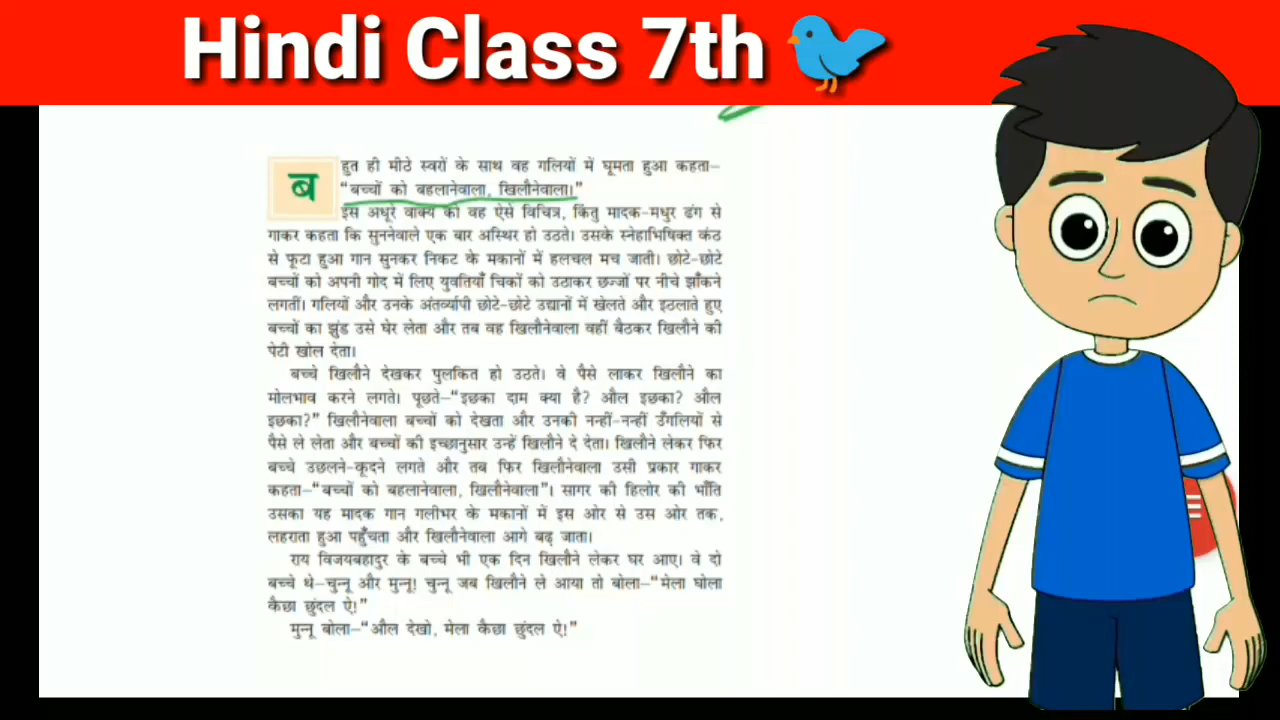 Hindi Class 7th
बहुत ही मीठे स्वरों के साथ वह गलियों में घूमता हुआ कहता–
“बच्चों को बहलानेवाला, खिलौनेवाला।”
इस अधूरे वाक्य को वह ऐसे विचित्र, किंतु मादक-मधुर ढंग से
गाकर कहता कि सुननेवाले एक बार अस्थिर हो उठते। उसके स्नेहाभिषिक्त कंठ
से फूटा हुआ गान सुनकर निकट के मकानों में हलचल मच जाती। छोटे-छोटे
बच्चों को अपनी गोद में लिए युवतियाँ चिकों को उठाकर छज्जों पर नीचे झाँकने
लगतीं। गलियों और उनके अंतर्व्यापी छोटे-छोटे उद्यानों में खेलते और इठलाते हुए
बच्चों का झुंड उसे घेर लेता और तब वह खिलौनेवाला वहीं बैठकर खिलौने की
पेटी खोल देता।
बच्चे खिलौने देखकर पुलकित हो उठते। वे पैसे लाकर खिलौने का
मोलभाव करने लगते। पूछते–“इछका दाम क्या है? औल इछका? औल
इछका?” खिलौनेवाला बच्चों को देखता और उनकी नन्हीं-नन्हीं उँगलियों से
पैसे ले लेता और बच्चों की इच्छानुसार उन्हें खिलौने दे देता। खिलौने लेकर फिर
बच्चे उछलने-कूदने लगते और तब फिर खिलौनेवाला उसी प्रकार गाकर
कहता–“बच्चों को बहलानेवाला, खिलौनेवाला”। सागर की हिलोर की भाँति
उसका यह मादक गान गलीभर के मकानों में इस ओर से उस ओर तक,
लहराता हुआ पहुँचता और खिलौनेवाला आगे बढ़ जाता।
राय विजयबहादुर के बच्चे भी एक दिन खिलौने लेकर घर आए। वे दो
बच्चे थे–चुन्नू और मुन्नू! चुन्नू जब खिलौने ले आया तो बोला–“मेला घोला
कैछा छुंदल ऐ!”
मुन्नू बोला–“औल देखो, मेला कैछा छुंदल ऐ!”